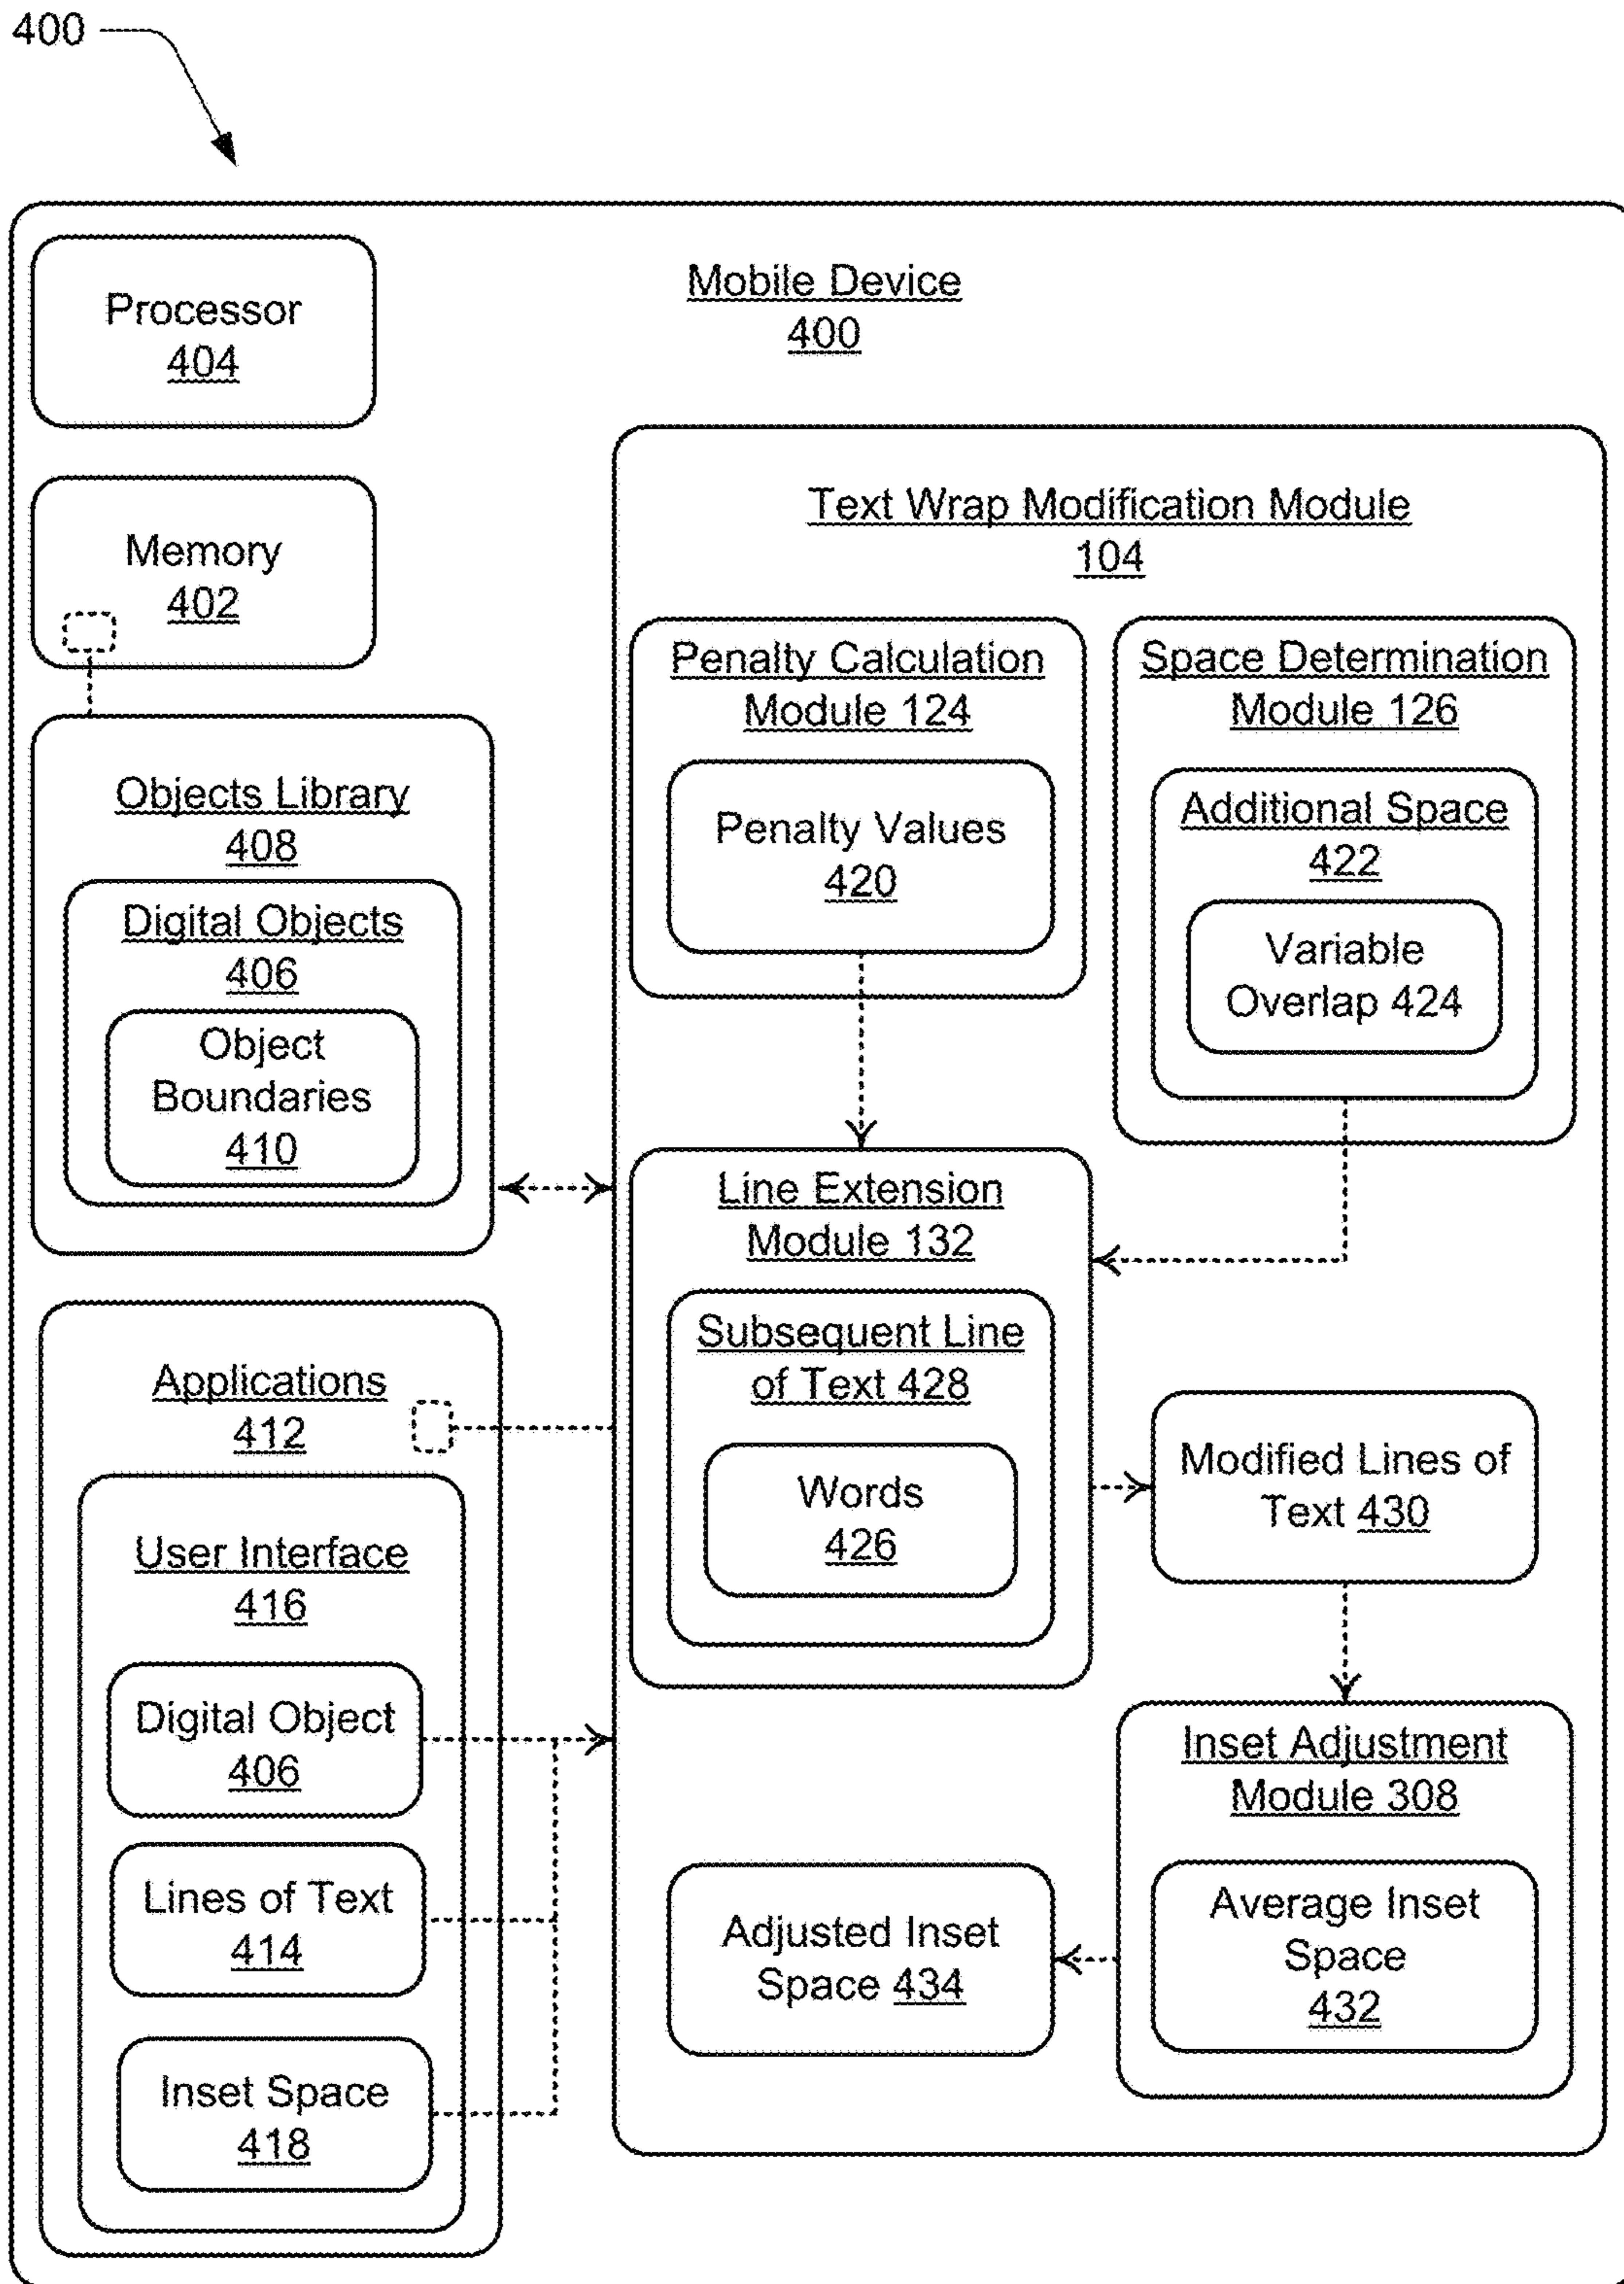 400
Mobile Device
400
Processor
404
Memory
402
Objects Library
408
Digital Objects
406
Object
Boundaries
410
Applications
412
User Interface
416
Digital Object
406
Lines of Text
414
Inset Space
418
Text Wrap Modification Module
104
Penalty Calculation
Module 124
Penalty Values
420
Space Determination
Module 126
Additional Space
422
Variable
Overlap 424
Line Extension
Module 132
Subsequent Line
of Text 428
Words
426
Modified Lines of
Text 430
Inset Adjustment
Module 308
Average Inset
Space
432
Adjusted Inset
Space 434